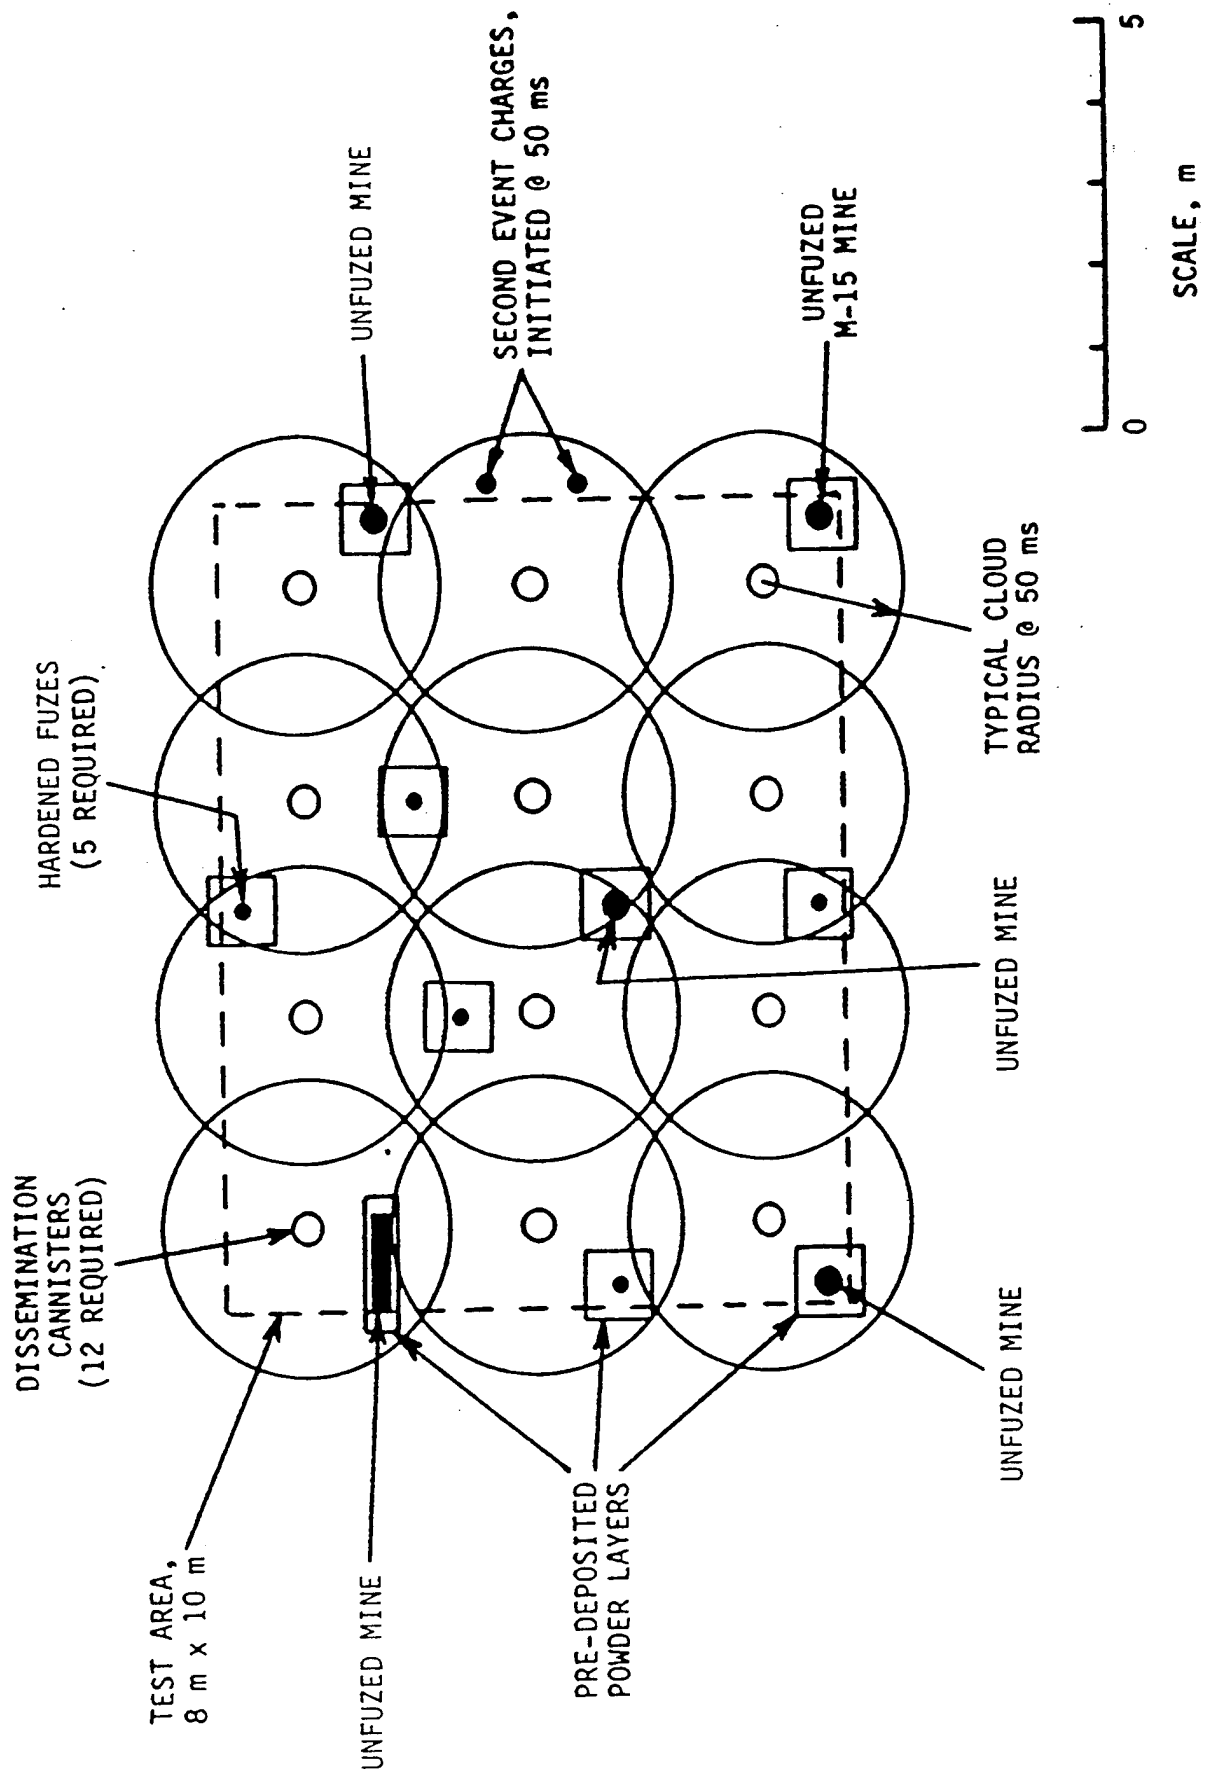 TEST AREA,
8 m x 10 m
DISSEMINATION
CANNISTERS
(12 REQUIRED)
HARDENED FUZES
(5 REQUIRED)
UNFUZED MINE
UNFUZED MINE
SECOND EVENT CHARGES,
INITIATED @ 50 ms
PRE-DEPOSITED
POWDER LAYERS
UNFUZED
M-15 MINE
UNFUZED MINE
UNFUZED MINE
TYPICAL CLOUD
RADIUS @ 50 ms
0
5
SCALE, m